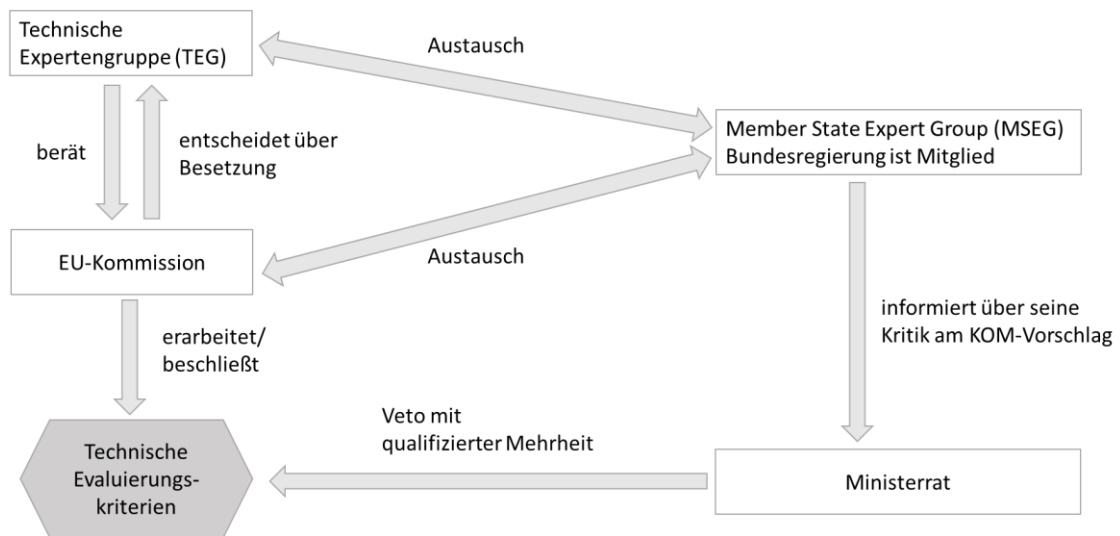 Technische
Expertengruppe (TEG)
Austausch
berät
entscheidet über
Besetzung
Member State Expert Group (MSEG)
Bundesregierung ist Mitglied
EU-Kommission
Austausch
erarbeitet/
beschließt
informiert über seine
Kritik am KOM-Vorschlag
Veto mit
qualifizierter Mehrheit
Technische
Evaluierungs-
kriterien
Ministerrat